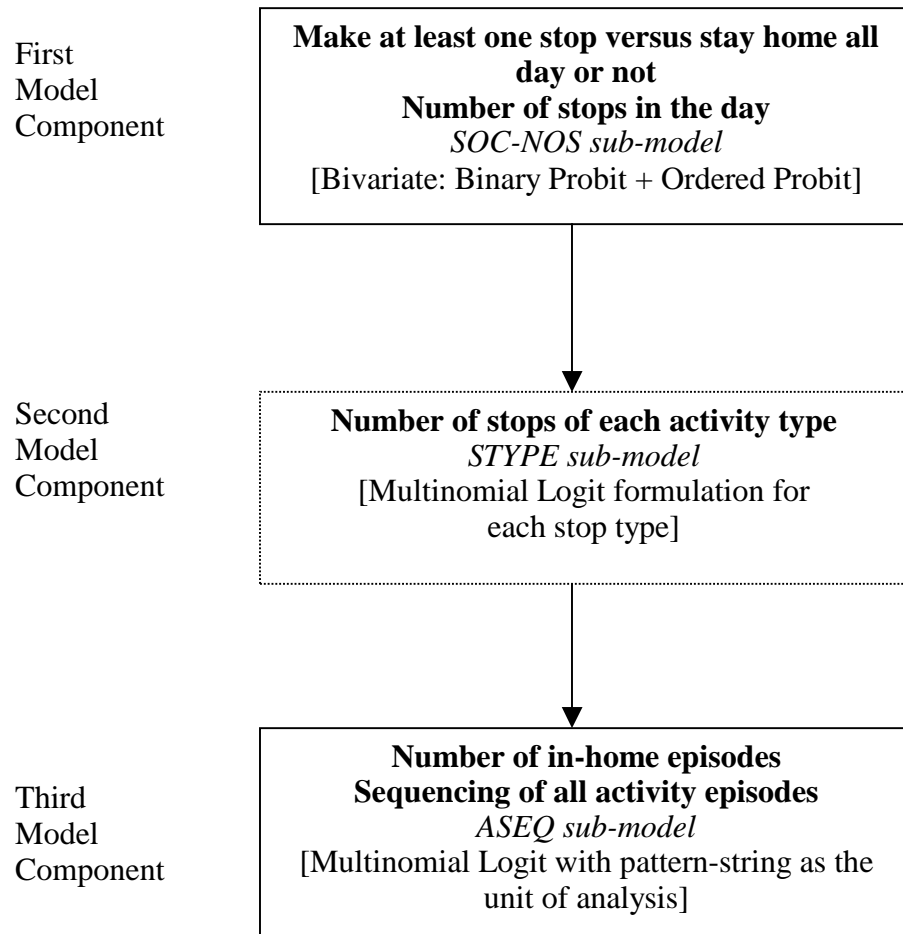 First
Model
Component
Make at least one stop versus stay home all
day or not
Number of stops in the day
SOC-NOS sub-model
[Bivariate: Binary Probit + Ordered Probit]
Second
Model
Component
Number of stops of each activity type
STYPE sub-model
[Multinomial Logit formulation for
each stop type]
Third
Model
Component
Number of in-home episodes
Sequencing of all activity episodes
ASEQ sub-model
[Multinomial Logit with pattern-string as the
unit of analysis]